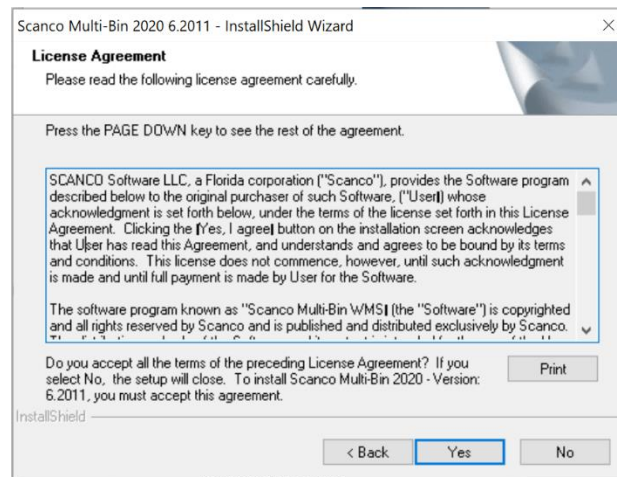 Scanco Multi-Bin 2020 6.2011 - InstallShield Wizard
License Agreement
Please read the following license agreement carefully.
Press the PAGE DOWN key to see the rest of the agreement.
SCANCO Software LLC, a Florida corporation ("Scanco"), provides the Software program
described below to the original purchaser of such Software, ("User‖) whose
acknowledgment is set forth below, under the terms of the license set forth in this License
Agreement. Clicking the ‖Yes, I agree‖ button on the installation screen acknowledges
that User has read this Agreement, and understands and agrees to be bound by its terms
and conditions. This license does not commence, however, until such acknowledgment
is made and until full payment is made by User for the Software.
The software program known as "Scanco Multi-Bin WMS‖ (the "Software") is copyrighted
and all rights reserved by Scanco and is published and distributed exclusively by Scanco.
Do you accept all the terms of the preceding License Agreement? If you
select No, the setup will close. To install Scanco Multi-Bin 2020 - Version:
6.2011, you must accept this agreement.
Print
InstallShield
< Back
Yes
No